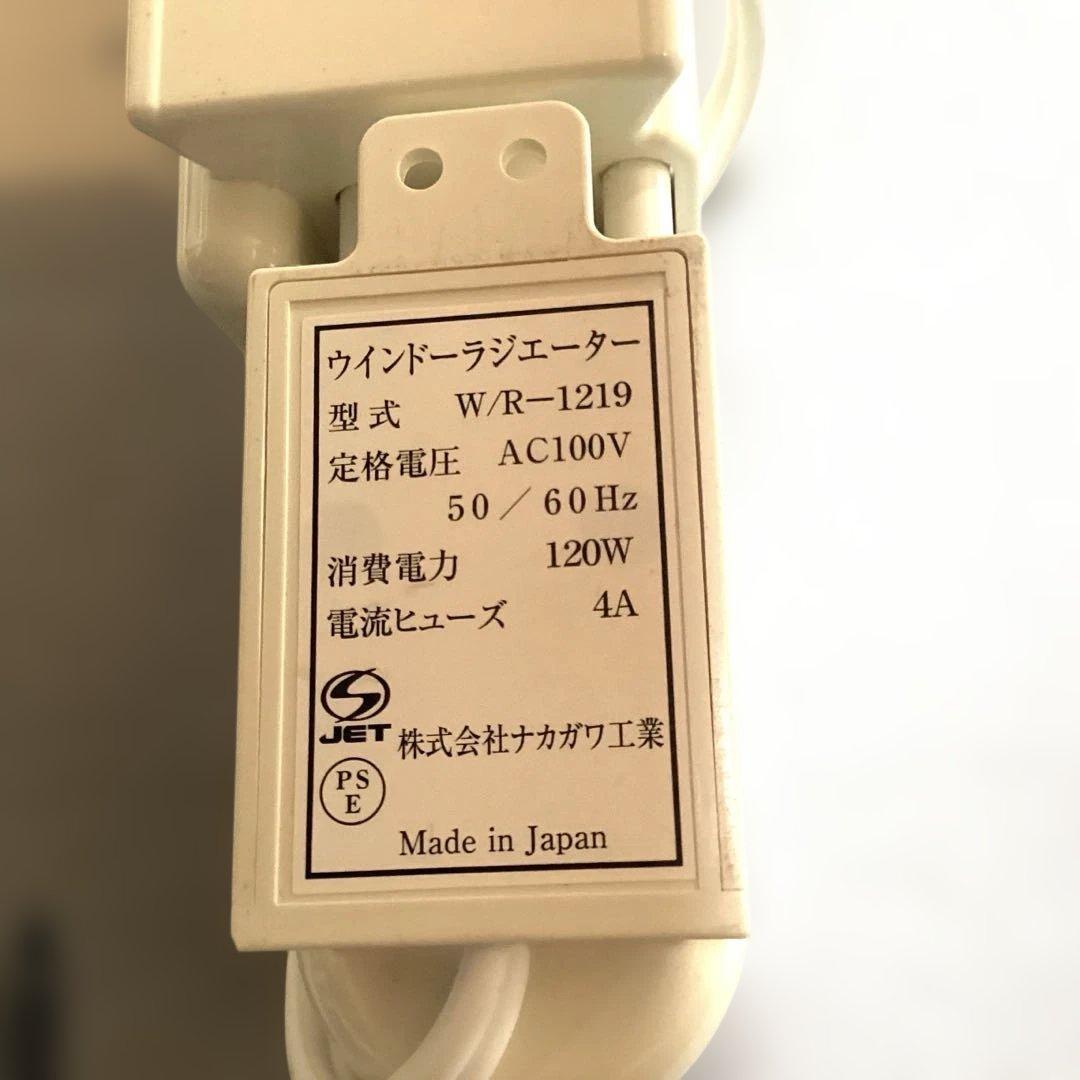 ウインドーラジエーター
型式 W/R-1219
定格電圧 AC100V
50/60Hz
消費電力 120W
電流ヒューズ 4A
JET 株式会社ナカガワ工業
PS
E
Made in Japan